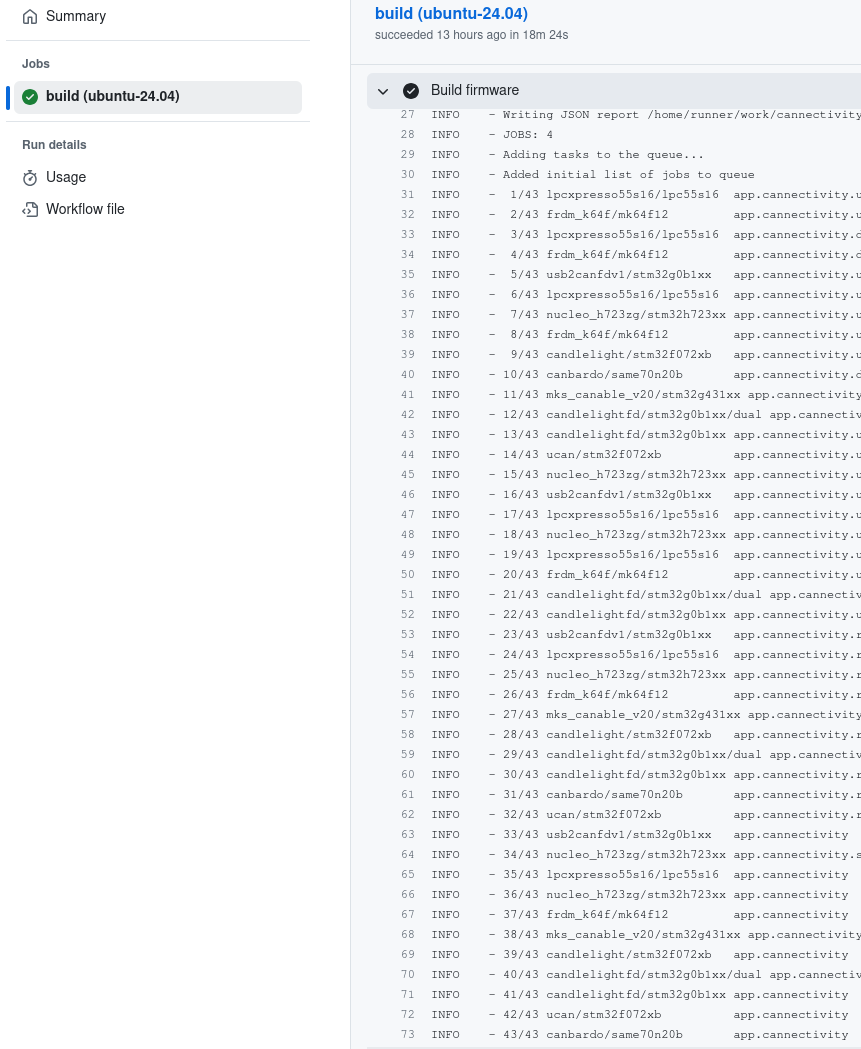 Summary
Jobs
build (ubuntu-24.04)
Run details
Usage
Workflow file
build (ubuntu-24.04)
succeeded 13 hours ago in 18m 24s
Build firmware
27 INFO - Writing JSON report /home/runner/work/cannectivity
28 INFO - JOBS: 4
29 INFO - Adding tasks to the queue...
30 INFO - Added initial list of jobs to queue
31 INFO - 1/43 lpcxpresso55s16/lpc55s16 app.cannectivity.u
32 INFO - 2/43 frdm_k64f/mk64f12 app.cannectivity.u
33 INFO - 3/43 lpcxpresso55s16/lpc55s16 app.cannectivity.d
34 INFO - 4/43 frdm_k64f/mk64f12 app.cannectivity.d
35 INFO - 5/43 usb2canfdv1/stm32g0b1xx app.cannectivity.u
36 INFO - 6/43 lpcxpresso55s16/lpc55s16 app.cannectivity.u
37 INFO - 7/43 nucleo_h723zg/stm32h723xx app.cannectivity.u
38 INFO - 8/43 frdm_k64f/mk64f12 app.cannectivity.u
39 INFO - 9/43 candlelight/stm32f072xb app.cannectivity.u
40 INFO - 10/43 canbardo/same70n20b app.cannectivity.d
41 INFO - 11/43 mks_canable_v20/stm32g431xx app.cannectivity
42 INFO - 12/43 candlelightfd/stm32g0b1xx/dual app.cannectiv
43 INFO - 13/43 candlelightfd/stm32g0b1xx app.cannectivity.u
44 INFO - 14/43 ucan/stm32f072xb app.cannectivity.u
45 INFO - 15/43 nucleo_h723zg/stm32h723xx app.cannectivity.u
46 INFO - 16/43 usb2canfdv1/stm32g0b1xx app.cannectivity.u
47 INFO - 17/43 lpcxpresso55s16/lpc55s16 app.cannectivity.u
48 INFO - 18/43 nucleo_h723zg/stm32h723xx app.cannectivity.u
49 INFO - 19/43 lpcxpresso55s16/lpc55s16 app.cannectivity.u
50 INFO - 20/43 frdm_k64f/mk64f12 app.cannectivity.u
51 INFO - 21/43 candlelightfd/stm32g0b1xx/dual app.cannectiv
52 INFO - 22/43 candlelightfd/stm32g0b1xx app.cannectivity.u
53 INFO - 23/43 usb2canfdv1/stm32g0b1xx app.cannectivity.r
54 INFO - 24/43 lpcxpresso55s16/lpc55s16 app.cannectivity.r
55 INFO - 25/43 nucleo_h723zg/stm32h723xx app.cannectivity.r
56 INFO - 26/43 frdm_k64f/mk64f12 app.cannectivity.r
57 INFO - 27/43 mks_canable_v20/stm32g431xx app.cannectivity
58 INFO - 28/43 candlelight/stm32f072xb app.cannectivity.r
59 INFO - 29/43 candlelightfd/stm32g0b1xx/dual app.cannectiv
60 INFO - 30/43 candlelightfd/stm32g0b1xx app.cannectivity.r
61 INFO - 31/43 canbardo/same70n20b app.cannectivity.r
62 INFO - 32/43 ucan/stm32f072xb app.cannectivity.r
63 INFO - 33/43 usb2canfdv1/stm32g0b1xx app.cannectivity
64 INFO - 34/43 nucleo_h723zg/stm32h723xx app.cannectivity.s
65 INFO - 35/43 lpcxpresso55s16/lpc55s16 app.cannectivity
66 INFO - 36/43 nucleo_h723zg/stm32h723xx app.cannectivity
67 INFO - 37/43 frdm_k64f/mk64f12 app.cannectivity
68 INFO - 38/43 mks_canable_v20/stm32g431xx app.cannectivity
69 INFO - 39/43 candlelight/stm32f072xb app.cannectivity
70 INFO - 40/43 candlelightfd/stm32g0b1xx/dual app.cannectiv
71 INFO - 41/43 candlelightfd/stm32g0b1xx app.cannectivity
72 INFO - 42/43 ucan/stm32f072xb app.cannectivity
73 INFO - 43/43 canbardo/same70n20b app.cannectivity